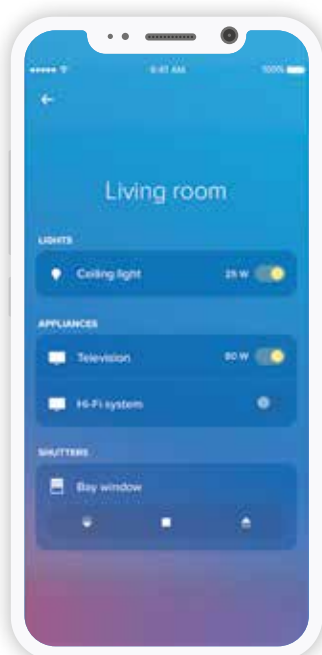 9:41 AM 100%
Living room
LIGHTS
Ceiling light 25 W
APPLIANCES
Television 80 W
Hi-Fi system
SHUTTERS
Bay window